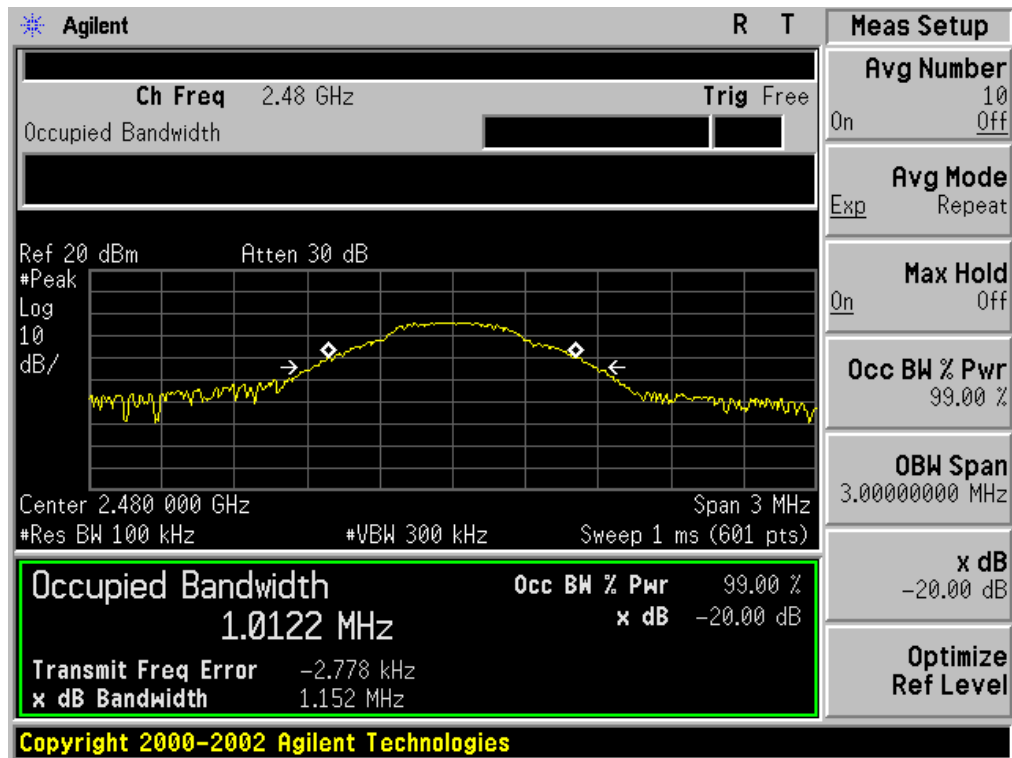 Agilent R T
Meas Setup
Ch Freq 2.48 GHz Trig Free
Occupied Bandwidth
Ref 20 dBm Atten 30 dB
#Peak
Log
10
dB/
Center 2.480 000 GHz Span 3 MHz
#Res BW 100 kHz #VBW 300 kHz Sweep 1 ms (601 pts)
Occupied Bandwidth Occ BW % Pwr 99.00 %
1.0122 MHz x dB -20.00 dB
Transmit Freq Error -2.778 kHz
x dB Bandwidth 1.152 MHz
Avg Number
10
On Off
Avg Mode
Exp Repeat
Max Hold
On Off
Occ BW % Pwr
99.00 %
OBW Span
3.00000000 MHz
x dB
-20.00 dB
Optimize
Ref Level
Copyright 2000-2002 Agilent Technologies